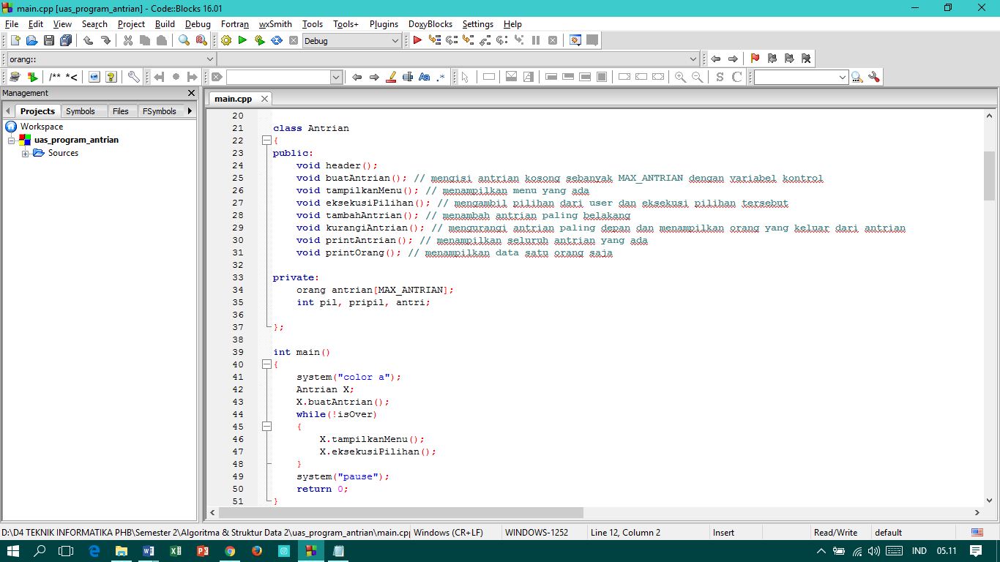 main.cpp [uas_program_antrian] - Code::Blocks 16.01
File Edit View Search Project Build Debug Fortran wxSmith Tools Tools+ Plugins DoxyBlocks Settings Help
Debug
orang::
/** *<
Aa .*
S C
Management
main.cpp
Projects Symbols Files FSymbols
Workspace
uas_program_antrian
Sources
20
21 class Antrian
22 {
23 public:
24 void header();
25 void buatAntrian(); // mengisi antrian kosong sebanyak MAX_ANTRIAN dengan variabel kontrol
26 void tampilkanMenu(); // menampilkan menu yang ada
27 void eksekusiPilihan(); // mengambil pilihan dari user dan eksekusi pilihan tersebut
28 void tambahAntrian(); // menambah antrian paling belakang
29 void kurangiAntrian(); // mengurangi antrian paling depan dan menampilkan orang yang keluar dari antrian
30 void printAntrian(); // menampilkan seluruh antrian yang ada
31 void printOrang(); // menampilkan data satu orang saja
32
33 private:
34 orang antrian[MAX_ANTRIAN];
35 int pil, pripil, antri;
36
37 };
38
39 int main()
40 {
41 system("color a");
42 Antrian X;
43 X.buatAntrian();
44 while(!isOver)
45 {
46 X.tampilkanMenu();
47 X.eksekusiPilihan();
48 }
49 system("pause");
50 return 0;
51 }
D:\D4 TEKNIK INFORMATIKA PHB\Semester 2\Algoritma & Struktur Data 2\uas_program_antrian\main.cpp Windows (CR+LF) WINDOWS-1252 Line 12, Column 2 Insert Read/Write default
IND 05.11